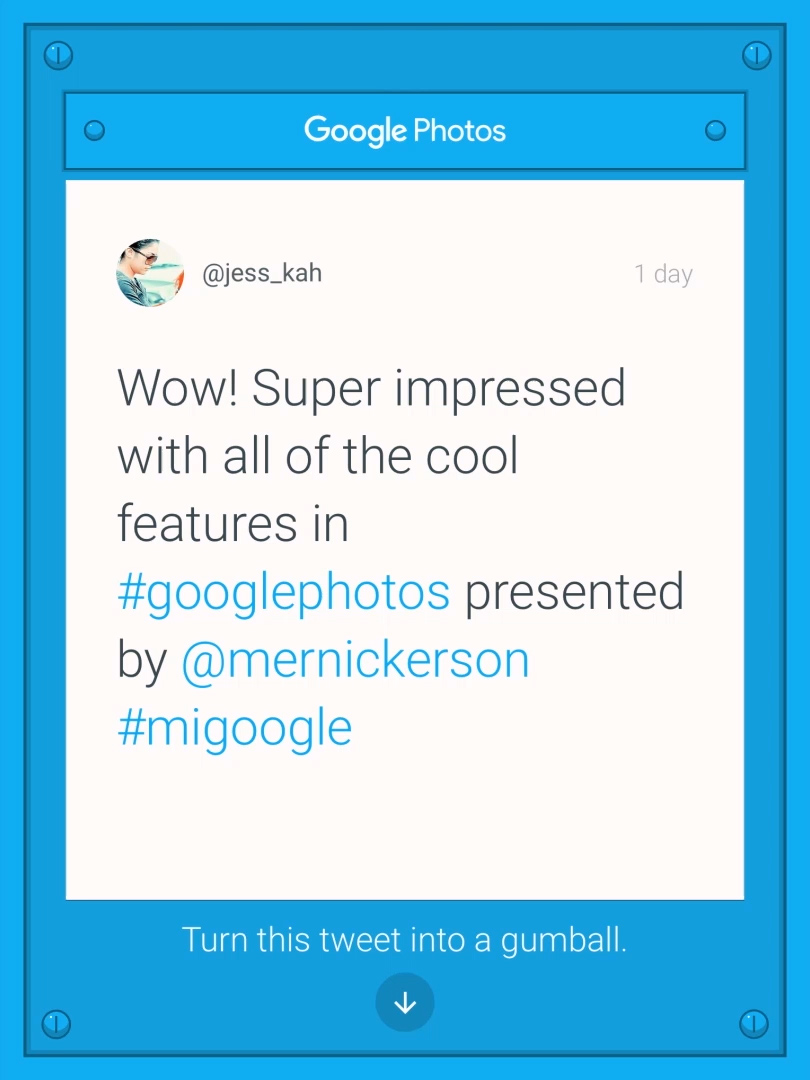 Google Photos
@jess_kah
1 day
Wow! Super impressed
with all of the cool
features in
#googlephotos presented
by @mernickerson
#migoogle
Turn this tweet into a gumball.